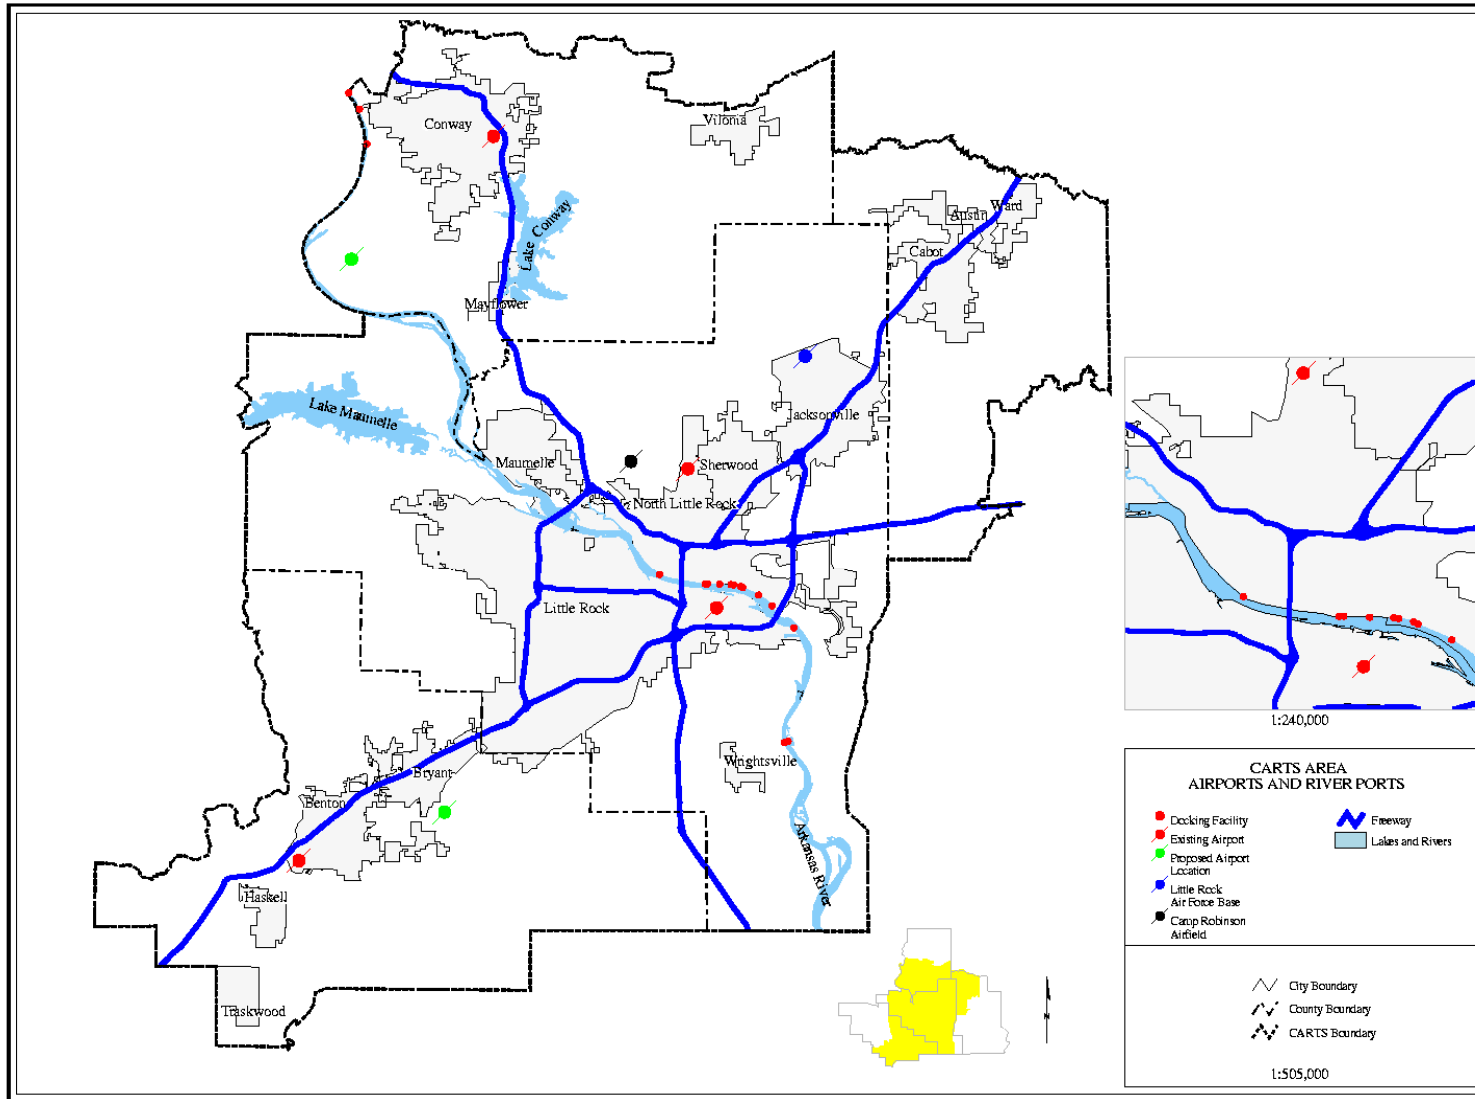 Conway
Vilonia
Lake Conway
Austin
Ward
Cabot
Mayflower
Lake Maumelle
Jacksonville
Maumelle
Sherwood
North Little Rock
Little Rock
Wrightsville
Bryant
Benton
Arkansas River
Haskell
Traskwood
N
1:240,000
CARTS AREA
AIRPORTS AND RIVER PORTS
Docking Facility
Existing Airport
Proposed Airport
Location
Little Rock
Air Force Base
Camp Robinson
Airfield
Freeway
Lakes and Rivers
City Boundary
County Boundary
CARTS Boundary
1:505,000